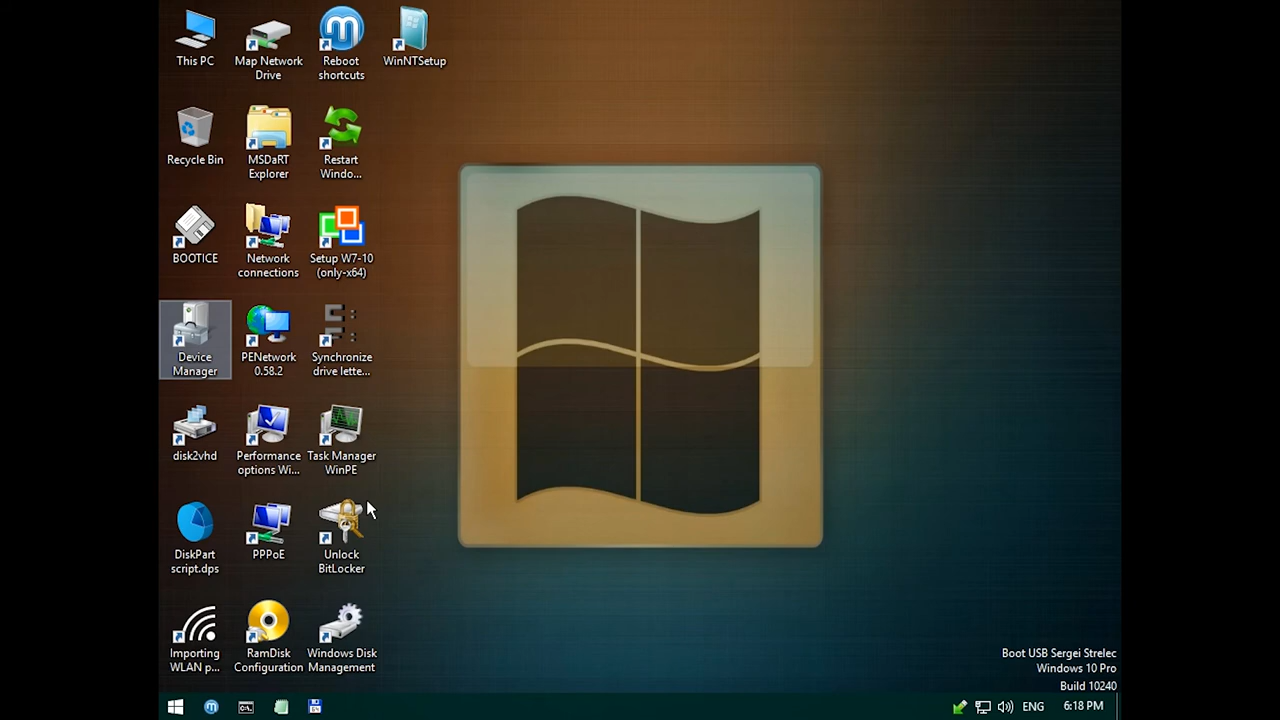 This PC
Map Network
Drive
Reboot
shortcuts
WinNTSetup
Recycle Bin
MSDaRT
Explorer
Restart
Windo...
BOOTICE
Network
connections
Setup W7-10
(only-x64)
Device
Manager
PENetwork
0.58.2
Synchronize
drive lette...
disk2vhd
Performance
options Wi...
Task Manager
WinPE
DiskPart
script.dps
PPPoE
Unlock
BitLocker
Importing
WLAN p...
RamDisk
Configuration
Windows Disk
Management
Boot USB Sergei Strelec
Windows 10 Pro
Build 10240
ENG
6:18 PM